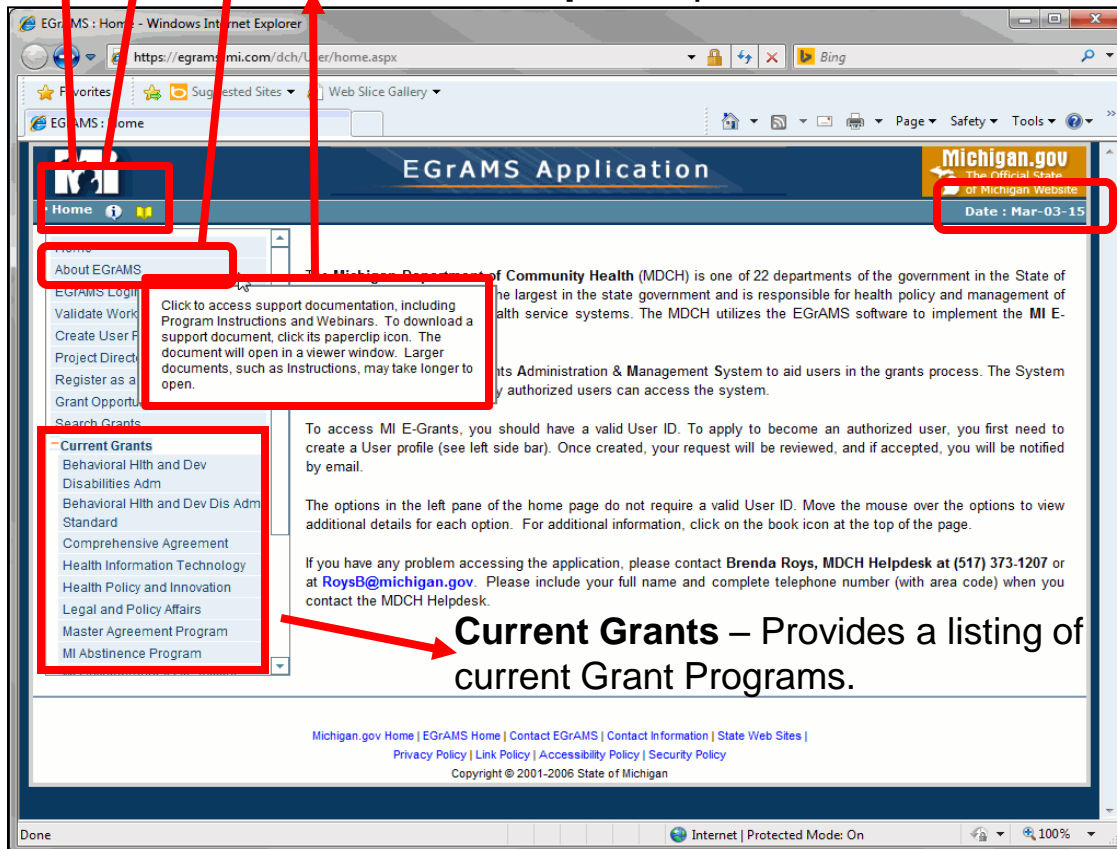 EGrAMS : Home - Windows Internet Explorer
https://egrams-mi.com/dch/User/home.aspx
Bing
Favorites
Suggested Sites
Web Slice Gallery
EGrAMS : Home
Page
Safety
Tools
EGrAMS Application
Michigan.gov
The Official State
of Michigan Website
Home
Date : Mar-03-15
Home
About EGrAMS
EGrAMS Login
Validate Work
Create User P
Project Directo
Register as a
Grant Opportu
Search Grants
Current Grants
Behavioral Hlth and Dev
Disabilities Adm
Behavioral Hlth and Dev Dis Adm
Standard
Comprehensive Agreement
Health Information Technology
Health Policy and Innovation
Legal and Policy Affairs
Master Agreement Program
MI Abstinence Program
Click to access support documentation, including
Program Instructions and Webinars. To download a
support document, click its paperclip icon. The
document will open in a viewer window. Larger
documents, such as Instructions, may take longer to
open.
The Michigan Department of Community Health (MDCH) is one of 22 departments of the government in the State of
he largest in the state government and is responsible for health policy and management of
alth service systems. The MDCH utilizes the EGrAMS software to implement the MI E-
nts Administration & Management System to aid users in the grants process. The System
y authorized users can access the system.
To access MI E-Grants, you should have a valid User ID. To apply to become an authorized user, you first need to
create a User profile (see left side bar). Once created, your request will be reviewed, and if accepted, you will be notified
by email.
The options in the left pane of the home page do not require a valid User ID. Move the mouse over the options to view
additional details for each option. For additional information, click on the book icon at the top of the page.
If you have any problem accessing the application, please contact Brenda Roys, MDCH Helpdesk at (517) 373-1207 or
at RoysB@michigan.gov. Please include your full name and complete telephone number (with area code) when you
contact the MDCH Helpdesk.
Current Grants – Provides a listing of
current Grant Programs.
Michigan.gov Home | EGrAMS Home | Contact EGrAMS | Contact Information | State Web Sites |
Privacy Policy | Link Policy | Accessibility Policy | Security Policy
Copyright © 2001-2006 State of Michigan
Done
Internet | Protected Mode: On
100%